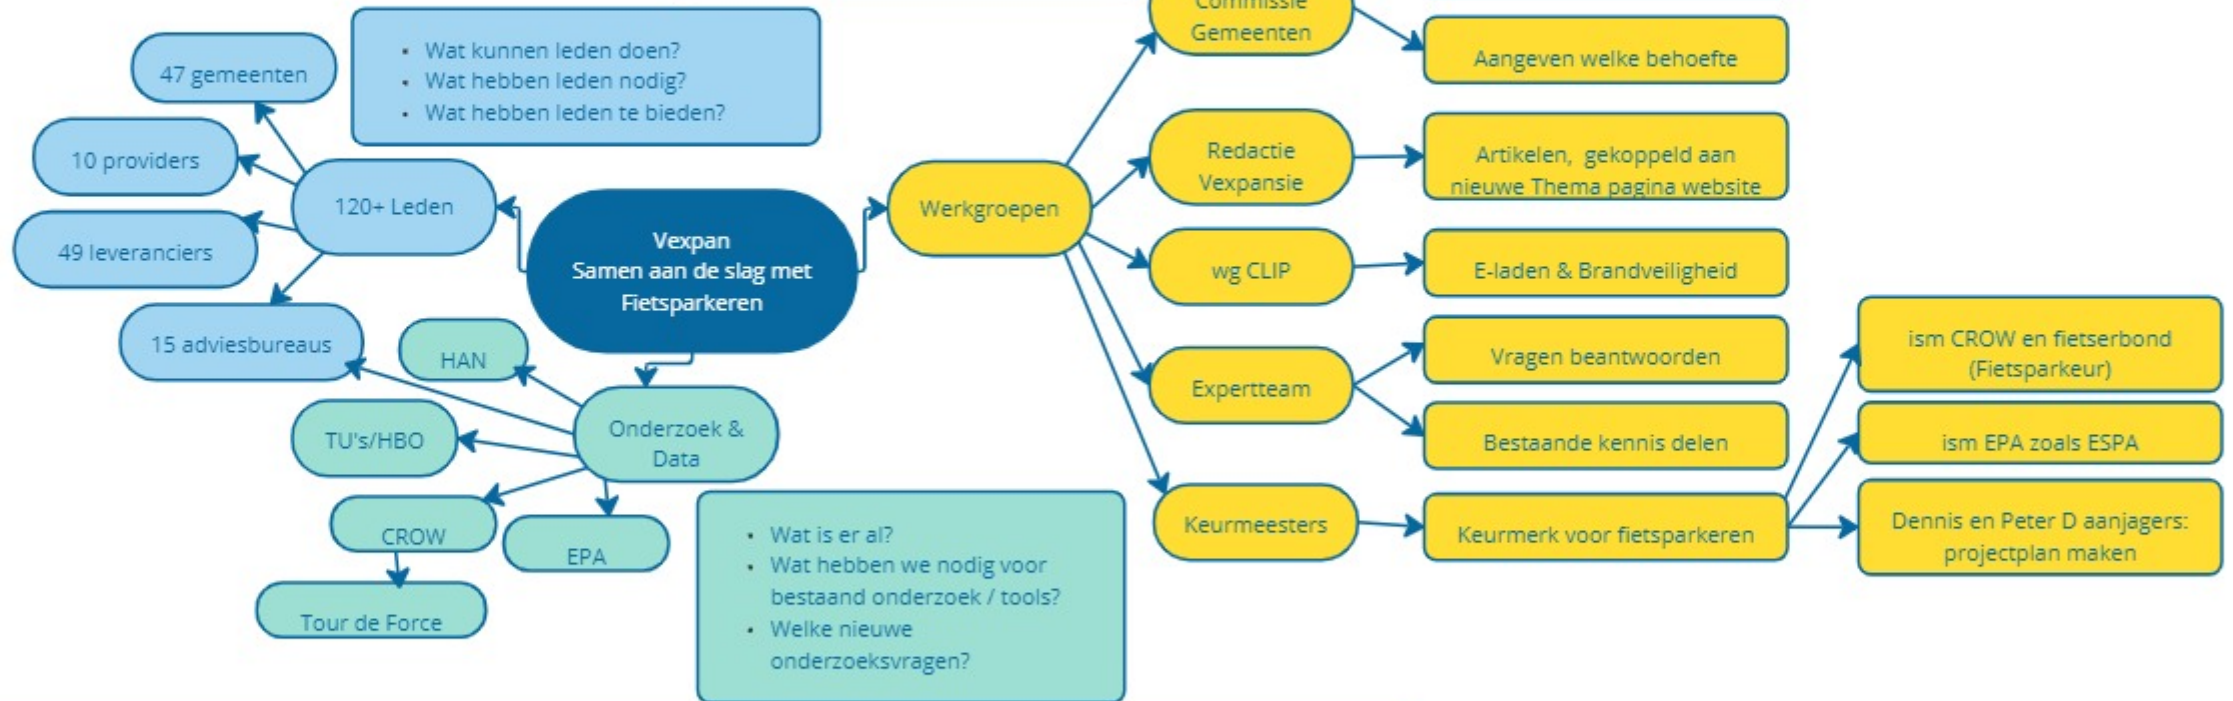 47 gemeenten
10 providers
49 leveranciers
15 adviesbureaus
120+ Leden
• Wat kunnen leden doen?
• Wat hebben leden nodig?
• Wat hebben leden te bieden?
Vexpan
Samen aan de slag met
Fietsparkeren
HAN
TU's/HBO
CROW
Tour de Force
EPA
Onderzoek &
Data
• Wat is er al?
• Wat hebben we nodig voor
bestaand onderzoek / tools?
• Welke nieuwe
onderzoeksvragen?
Werkgroepen
Commissie
Gemeenten
Aangeven welke behoefte
Redactie
Vexpansie
Artikelen, gekoppeld aan
nieuwe Thema pagina website
wg CLIP
E-laden & Brandveiligheid
Expertteam
Vragen beantwoorden
Bestaande kennis delen
Keurmeesters
Keurmerk voor fietsparkeren
ism CROW en fietserbond
(Fietsparkeur)
ism EPA zoals ESPA
Dennis en Peter D aanjagers:
projectplan maken